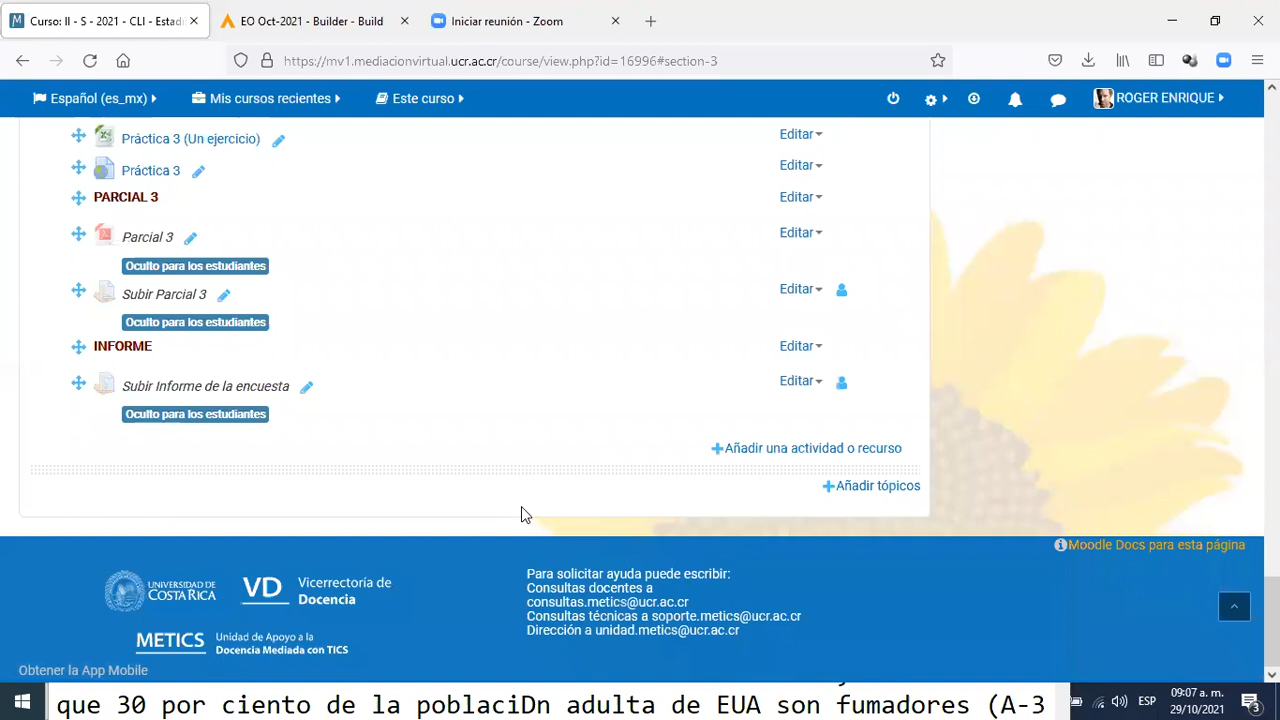 Curso: II - S - 2021 - CLI - Estadí
EO Oct-2021 - Builder - Build
Iniciar reunión - Zoom
https://mv1.mediacionvirtual.ucr.ac.cr/course/view.php?id=16996#section-3
Español (es_mx)
Mis cursos recientes
Este curso
ROGER ENRIQUE
Práctica 3 (Un ejercicio)
Editar
Práctica 3
Editar
PARCIAL 3
Editar
Parcial 3
Editar
Oculto para los estudiantes
Subir Parcial 3
Editar
Oculto para los estudiantes
INFORME
Editar
Subir Informe de la encuesta
Editar
Oculto para los estudiantes
Añadir una actividad o recurso
Añadir tópicos
Moodle Docs para esta página
UNIVERSIDAD DE
COSTA RICA
VD
Vicerrectoría de
Docencia
METICS
Unidad de Apoyo a la
Docencia Mediada con TICS
Para solicitar ayuda puede escribir:
Consultas docentes a
consultas.metics@ucr.ac.cr
Consultas técnicas a soporte.metics@ucr.ac.cr
Dirección a unidad.metics@ucr.ac.cr
Obtener la App Mobile
que 30 por ciento de la poblaciDn adulta de EUA son fumadores (A-3
ESP
09:07 a. m.
29/10/2021
3